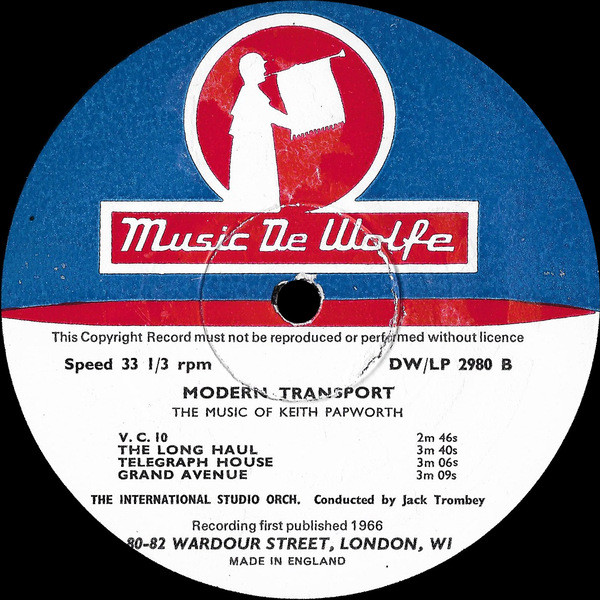 Music De Wolfe
This Copyright Record must not be reproduced or performed without licence
Speed 33 1/3 rpm DW/LP 2980 B
MODERN TRANSPORT
THE MUSIC OF KEITH PAPWORTH
V. C. 10 2m 46s
THE LONG HAUL 3m 40s
TELEGRAPH HOUSE 3m 06s
GRAND AVENUE 3m 09s
THE INTERNATIONAL STUDIO ORCH. Conducted by Jack Trombey
Recording first published 1966
80-82 WARDOUR STREET, LONDON, WI
MADE IN ENGLAND